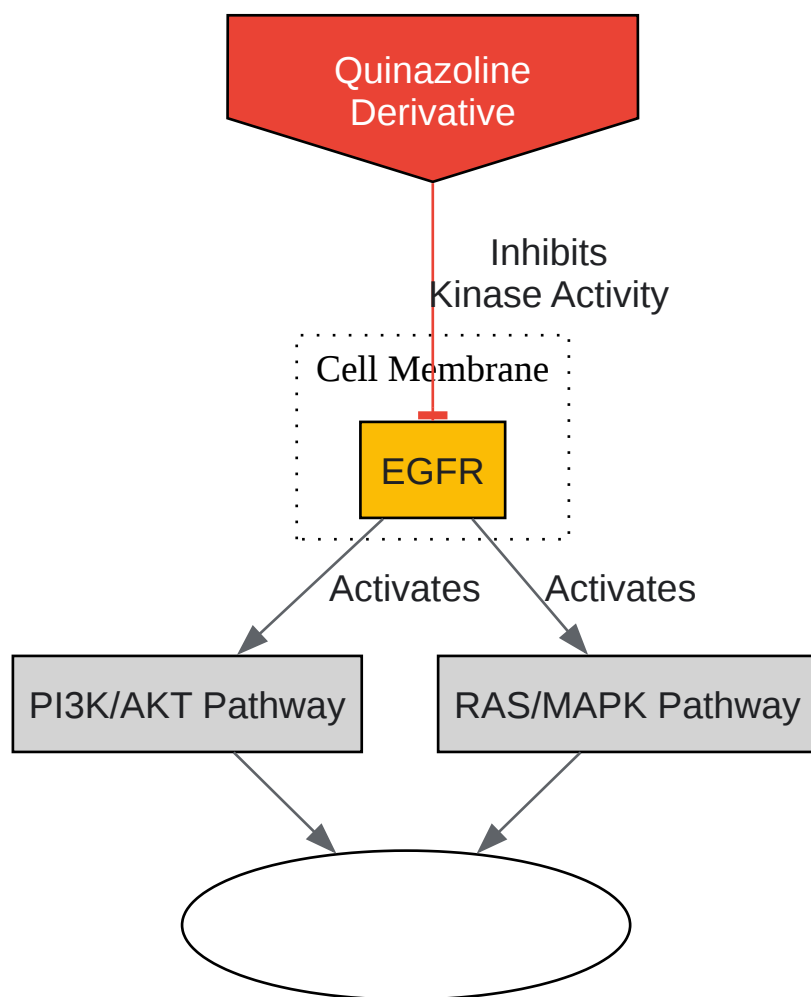 Quinazoline
Derivative
Inhibits
Kinase Activity
Cell Membrane
EGFR
Activates
Activates
PI3K/AKT Pathway
RAS/MAPK Pathway